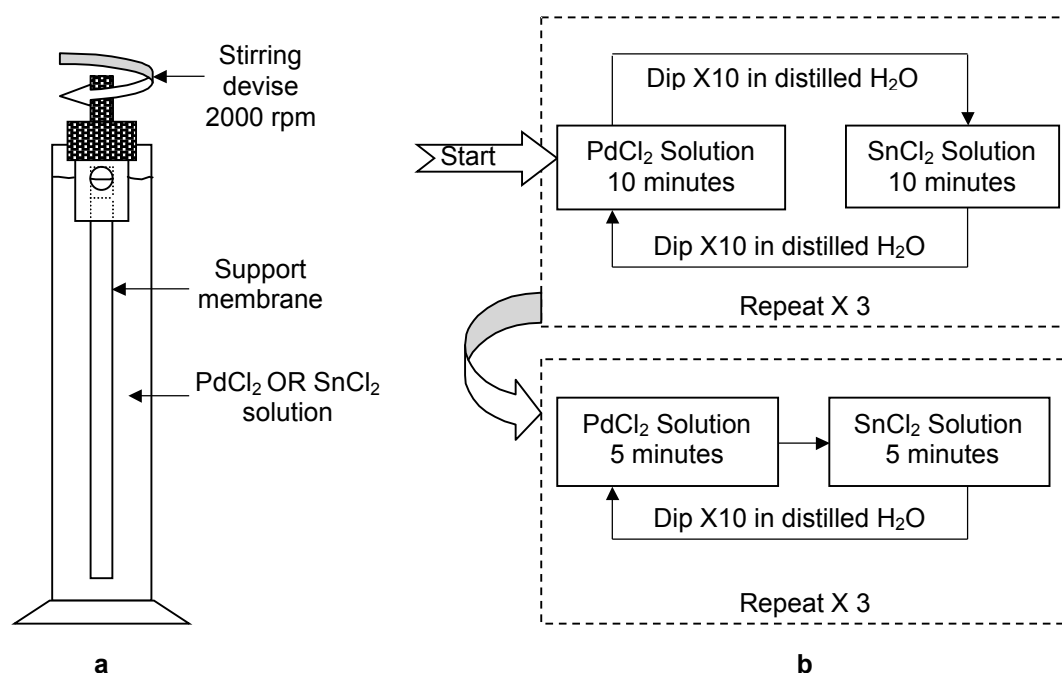 Stirring
devise
2000 rpm
Support
membrane
PdCl₂ OR SnCl₂
solution
a
Start
Dip X10 in distilled H₂O
PdCl₂ Solution
10 minutes
SnCl₂ Solution
10 minutes
Dip X10 in distilled H₂O
Repeat X 3
PdCl₂ Solution
5 minutes
SnCl₂ Solution
5 minutes
Dip X10 in distilled H₂O
Repeat X 3
b